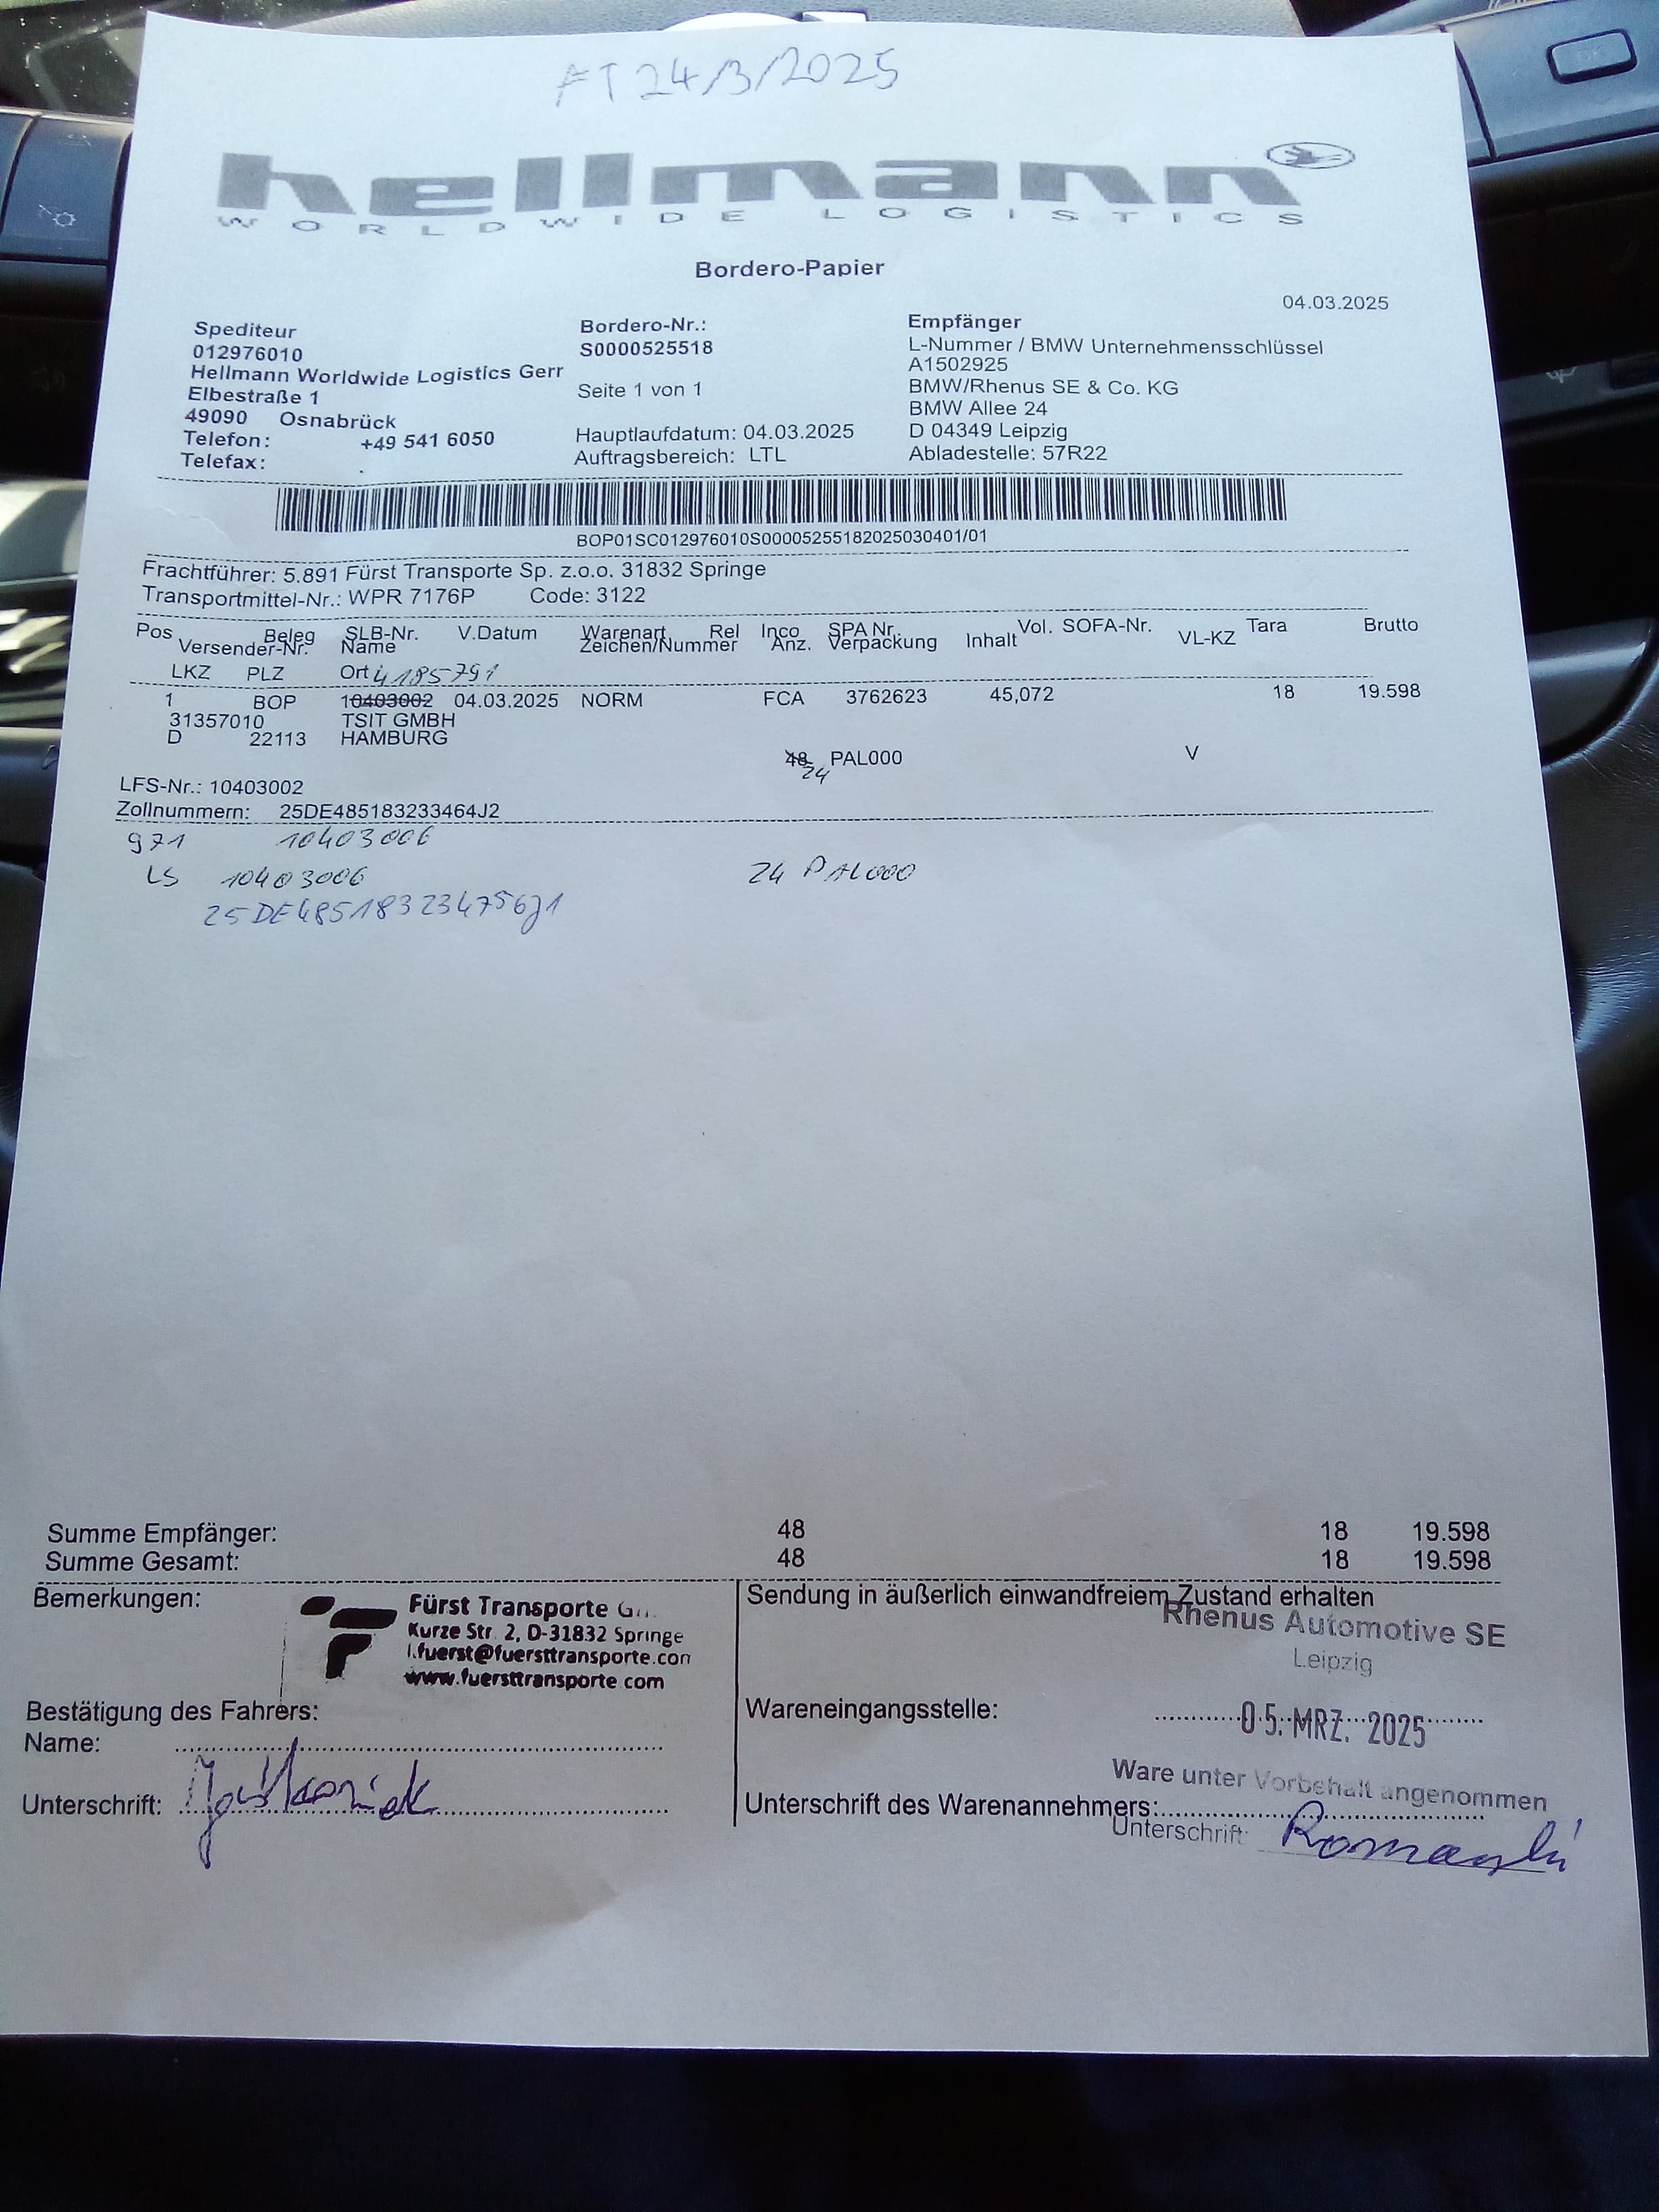 FT 24/3/2025
hellmann
WORLDWIDE LOGISTICS
Bordero-Papier
04.03.2025
Spediteur
012976010
Hellmann Worldwide Logistics Gerr
Elbestraße 1
49090 Osnabrück
Telefon: +49 541 6050
Telefax: .
Bordero-Nr.:
S0000525518
Seite 1 von 1
Hauptlaufdatum: 04.03.2025
Auftragsbereich: LTL
Empfänger
L-Nummer / BMW Unternehmensschlüssel
A1502925
BMW/Rhenus SE & Co. KG
BMW Allee 24
D 04349 Leipzig
Abladestelle: 57R22
BOP01SC012976010S00005255182025030401/01
Frachtführer: 5.891 Fürst Transporte Sp. z.o.o. 31832 Springe
Transportmittel-Nr.: WPR 7176P Code: 3122
Pos Beleg SLB-Nr. V.Datum Warenart Rel Inco SPA Nr. Vol. SOFA-Nr. Tara Brutto
Versender-Nr. Name Zeichen/Nummer Anz. Verpackung Inhalt VL-KZ
LKZ PLZ Ort 4185791
1 BOP 10403002 04.03.2025 NORM FCA 3762623 45,072 18 19.598
31357010 TSIT GMBH
D 22113 HAMBURG
48 PAL000 V
24
LFS-Nr.: 10403002
Zollnummern: 25DE485183233464J2
971 10403006
LS 10403006 24 PAL000
25DE485183234756J1
Summe Empfänger: 48 18 19.598
Summe Gesamt: 48 18 19.598
Bemerkungen:
Fürst Transporte
Kurze Str. 2, D-31832 Springe
l.fuerst@fuersttransporte.com
www.fuersttransporte.com
Bestätigung des Fahrers:
Name:
Unterschrift:
Sendung in äußerlich einwandfreiem Zustand erhalten
Rhenus Automotive SE
Leipzig
Wareneingangsstelle:
05. MRZ. 2025
Ware unter Vorbehalt angenommen
Unterschrift des Warenannehmers:
Unterschrift: